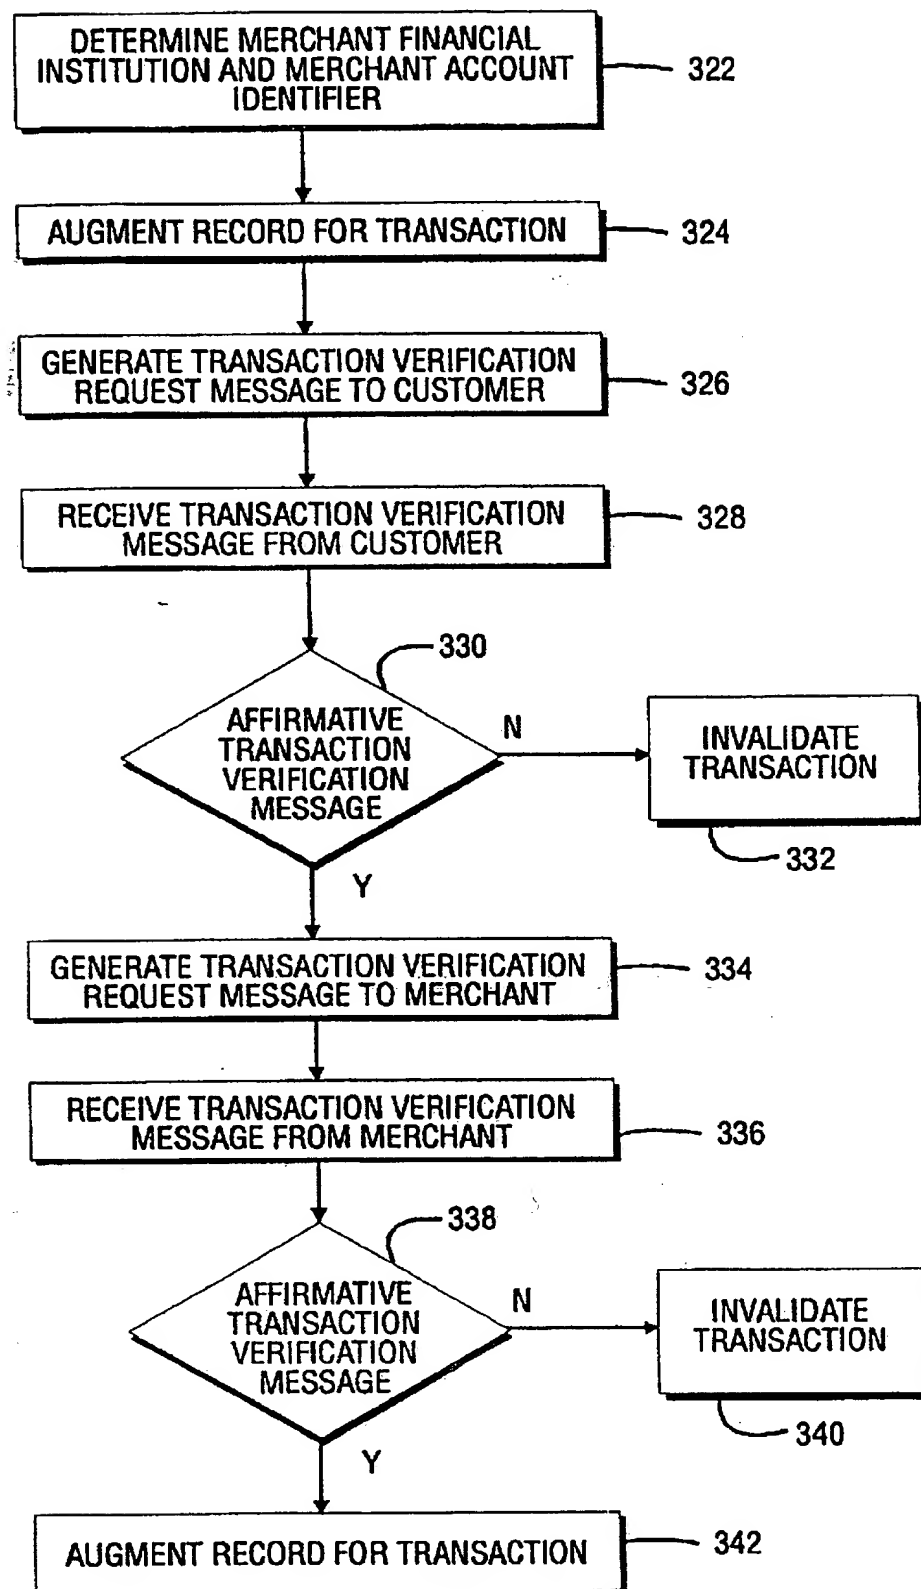 DETERMINE MERCHANT FINANCIAL
INSTITUTION AND MERCHANT ACCOUNT
IDENTIFIER
322
AUGMENT RECORD FOR TRANSACTION
324
GENERATE TRANSACTION VERIFICATION
REQUEST MESSAGE TO CUSTOMER
326
RECEIVE TRANSACTION VERIFICATION
MESSAGE FROM CUSTOMER
328
330
AFFIRMATIVE
TRANSACTION
VERIFICATION
MESSAGE
N
INVALIDATE
TRANSACTION
332
Y
GENERATE TRANSACTION VERIFICATION
REQUEST MESSAGE TO MERCHANT
334
RECEIVE TRANSACTION VERIFICATION
MESSAGE FROM MERCHANT
336
338
AFFIRMATIVE
TRANSACTION
VERIFICATION
MESSAGE
N
INVALIDATE
TRANSACTION
340
Y
AUGMENT RECORD FOR TRANSACTION
342